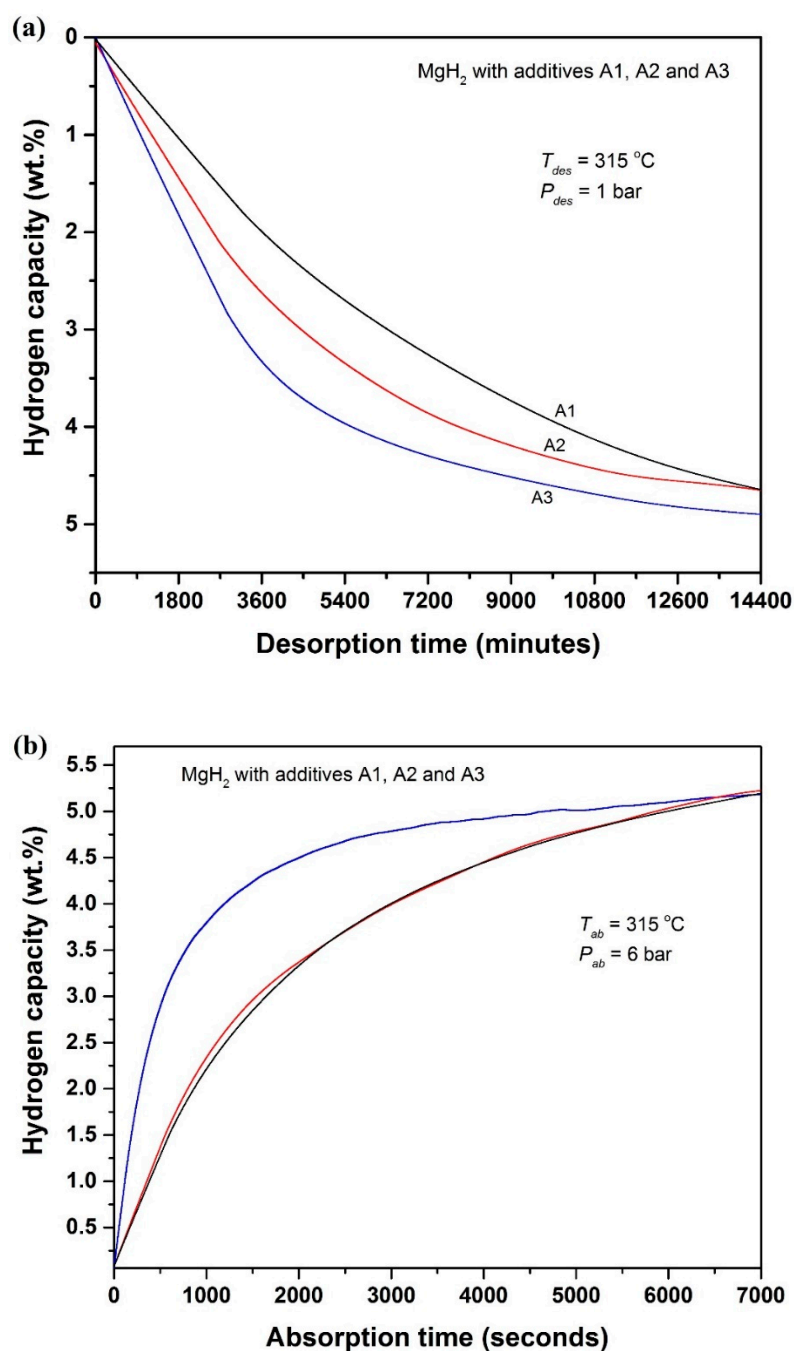 (a)
0
1
2
3
4
5
Hydrogen capacity (wt.%)
MgH₂ with additives A1, A2 and A3
T_des = 315 °C
P_des = 1 bar
A1
A2
A3
0 1800 3600 5400 7200 9000 10800 12600 14400
Desorption time (minutes)
(b)
5.5
5.0
4.5
4.0
3.5
3.0
2.5
2.0
1.5
1.0
0.5
Hydrogen capacity (wt.%)
MgH₂ with additives A1, A2 and A3
T_ab = 315 °C
P_ab = 6 bar
0 1000 2000 3000 4000 5000 6000 7000
Absorption time (seconds)